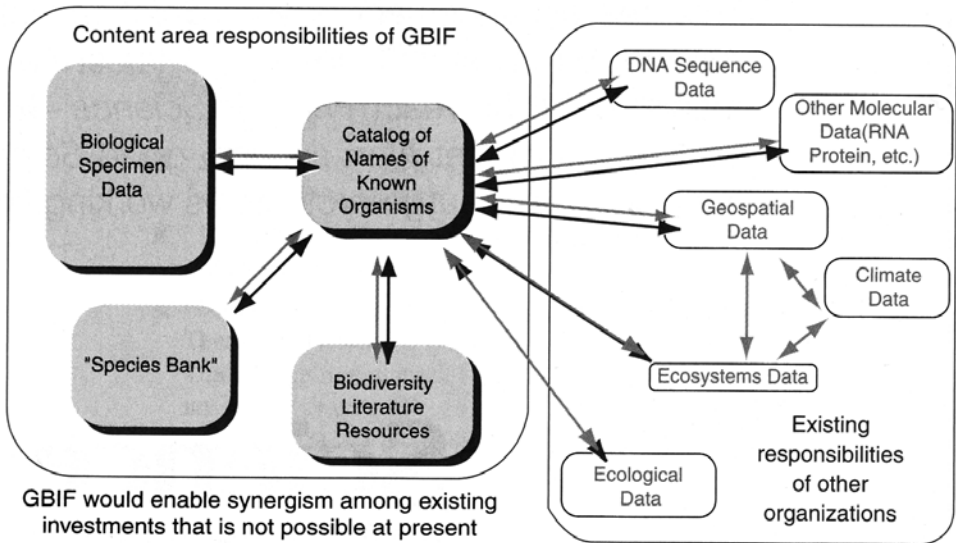 Content area responsibilities of GBIF
Biological
Specimen
Data
Catalog of
Names of
Known
Organisms
"Species Bank"
Biodiversity
Literature
Resources
GBIF would enable synergism among existing
investments that is not possible at present
DNA Sequence
Data
Other Molecular
Data(RNA
Protein, etc.)
Geospatial
Data
Climate
Data
Ecosystems Data
Ecological
Data
Existing
responsibilities
of other
organizations